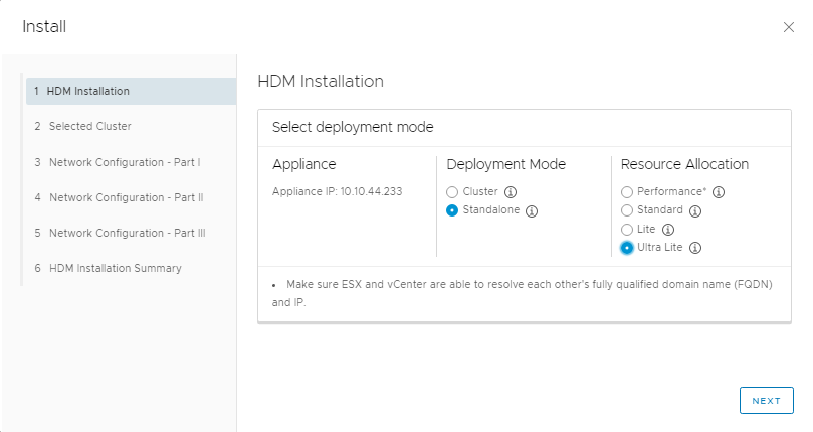 Install
1 HDM Installation
2 Selected Cluster
3 Network Configuration - Part I
4 Network Configuration - Part II
5 Network Configuration - Part III
6 HDM Installation Summary
HDM Installation
Select deployment mode
Appliance
Appliance IP: 10.10.44.233
Deployment Mode
Cluster
Standalone
Resource Allocation
Performance*
Standard
Lite
Ultra Lite
• Make sure ESX and vCenter are able to resolve each other's fully qualified domain name (FQDN)
and IP.
NEXT